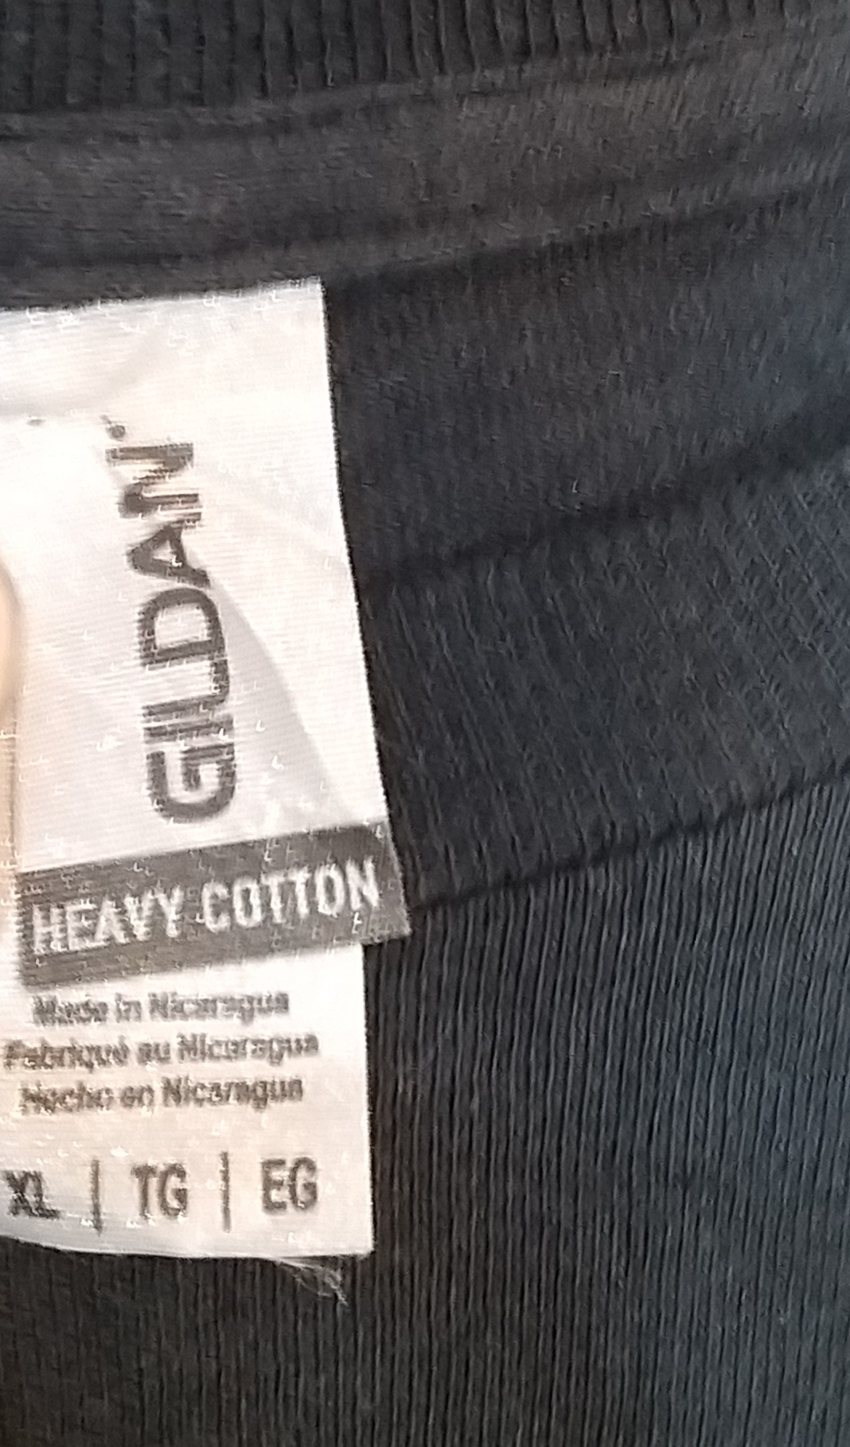 GILDAN
HEAVY COTTON
Made in Nicaragua
Fabriqué au Nicaragua
Hecho en Nicaragua
XL | TG | EG